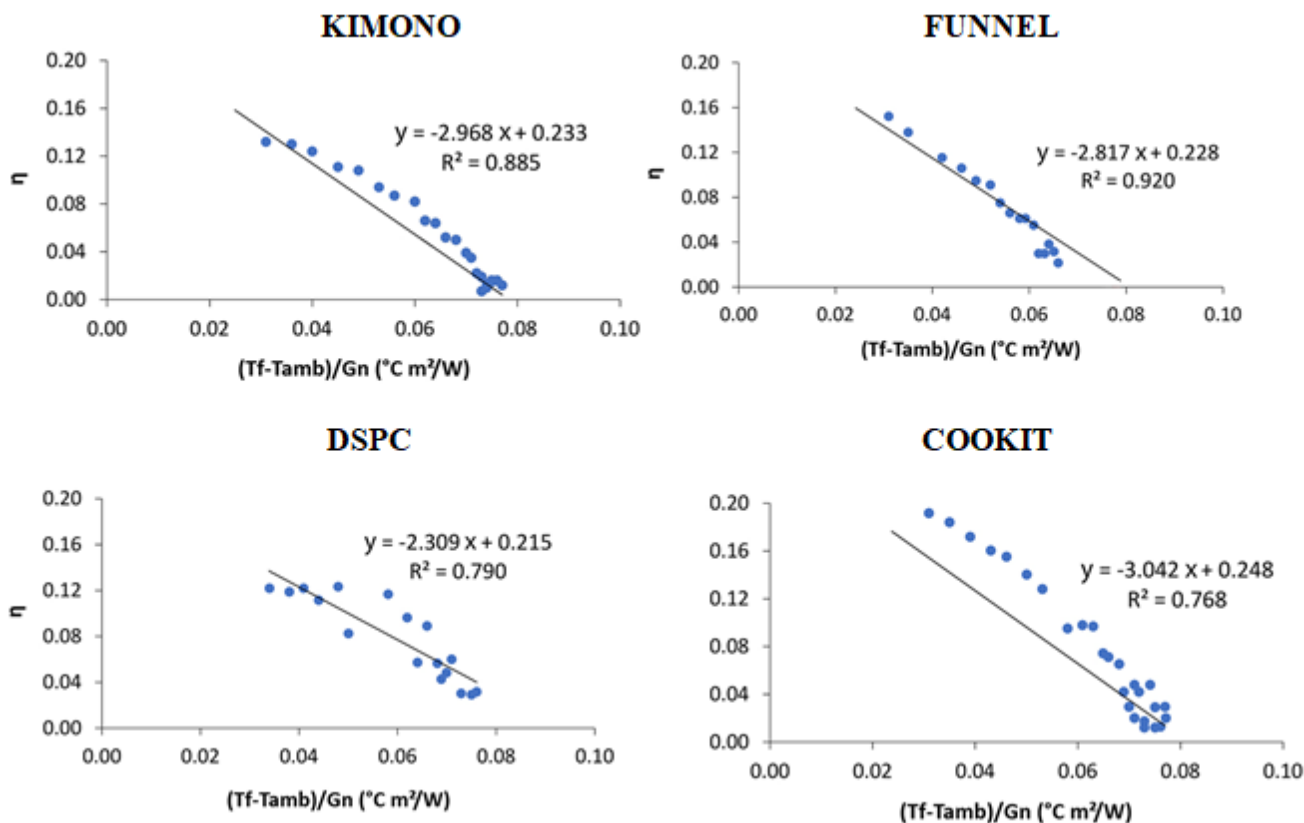 KIMONO
0.20
0.16
0.12
0.08
0.04
0.00
η
y = -2.968 x + 0.233
R² = 0.885
0.00 0.02 0.04 0.06 0.08 0.10
(Tf-Tamb)/Gn (°C m²/W)
FUNNEL
0.20
0.16
0.12
0.08
0.04
0.00
η
y = -2.817 x + 0.228
R² = 0.920
0.00 0.02 0.04 0.06 0.08 0.10
(Tf-Tamb)/Gn (°C m²/W)
DSPC
0.20
0.16
0.12
0.08
0.04
0.00
η
y = -2.309 x + 0.215
R² = 0.790
0.00 0.02 0.04 0.06 0.08 0.10
(Tf-Tamb)/Gn (°C m²/W)
COOKIT
0.20
0.16
0.12
0.08
0.04
0.00
η
y = -3.042 x + 0.248
R² = 0.768
0.00 0.02 0.04 0.06 0.08 0.10
(Tf-Tamb)/Gn (°C m²/W)